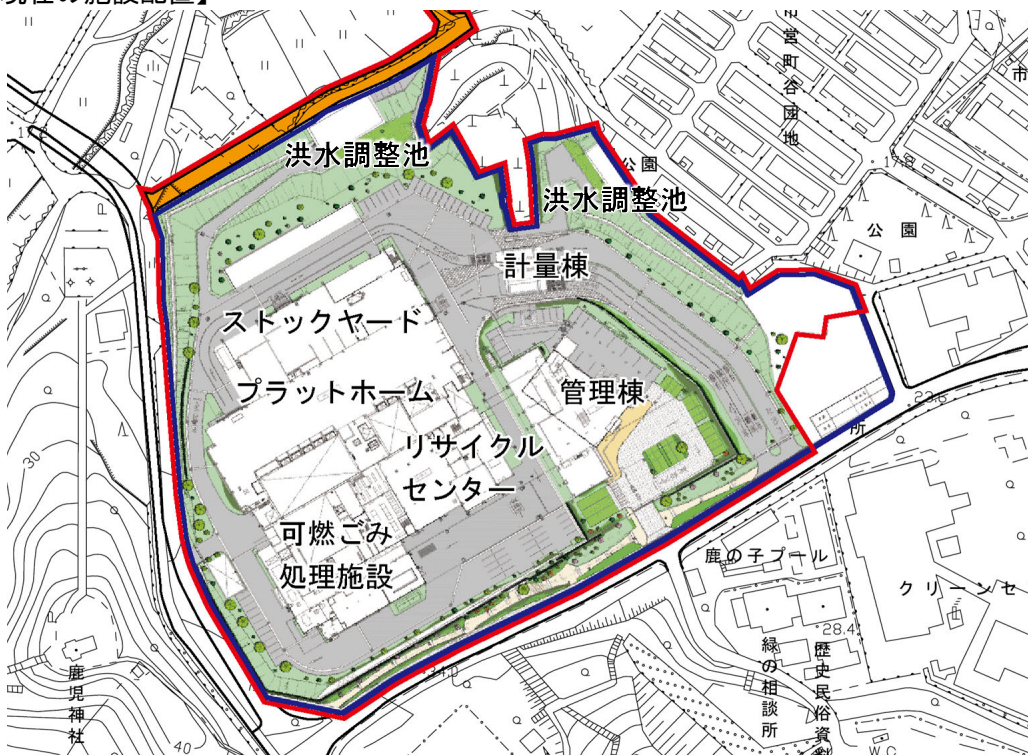 現在の施設配置】
市営町谷団地
市
洪水調整池
公園
洪水調整池
公園
計量棟
ストックヤード
プラットホーム
管理棟
リサイクル
センター
可燃ごみ
処理施設
所
鹿の子プール
クリーンセ
28.4
緑の相談所
歴史民俗資料
鹿児神社
30
40
WC